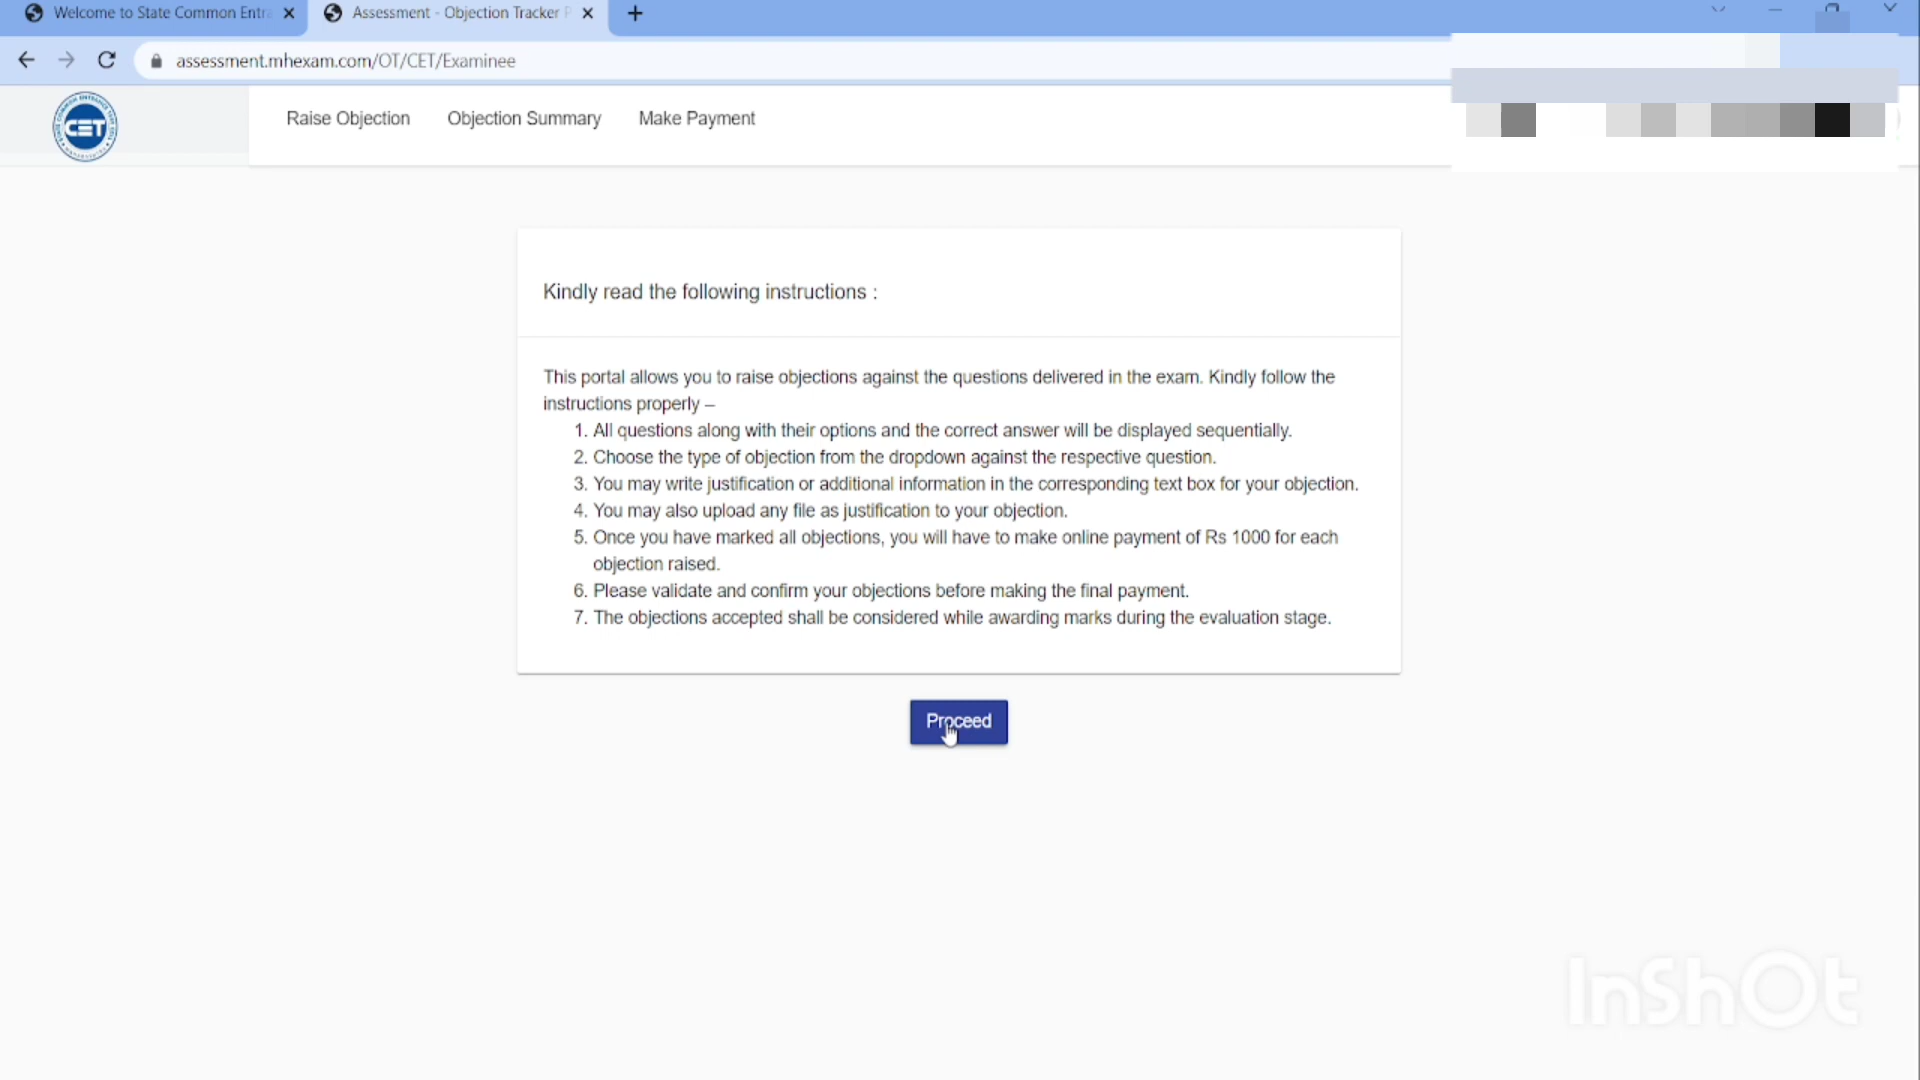 Welcome to State Common Entra
Assessment - Objection Tracker P
assessment.mhexam.com/OT/CET/Examinee
CET
Raise Objection
Objection Summary
Make Payment
Kindly read the following instructions :
This portal allows you to raise objections against the questions delivered in the exam. Kindly follow the
instructions properly –
1. All questions along with their options and the correct answer will be displayed sequentially.
2. Choose the type of objection from the dropdown against the respective question.
3. You may write justification or additional information in the corresponding text box for your objection.
4. You may also upload any file as justification to your objection.
5. Once you have marked all objections, you will have to make online payment of Rs 1000 for each
objection raised.
6. Please validate and confirm your objections before making the final payment.
7. The objections accepted shall be considered while awarding marks during the evaluation stage.
Proceed
InShOt